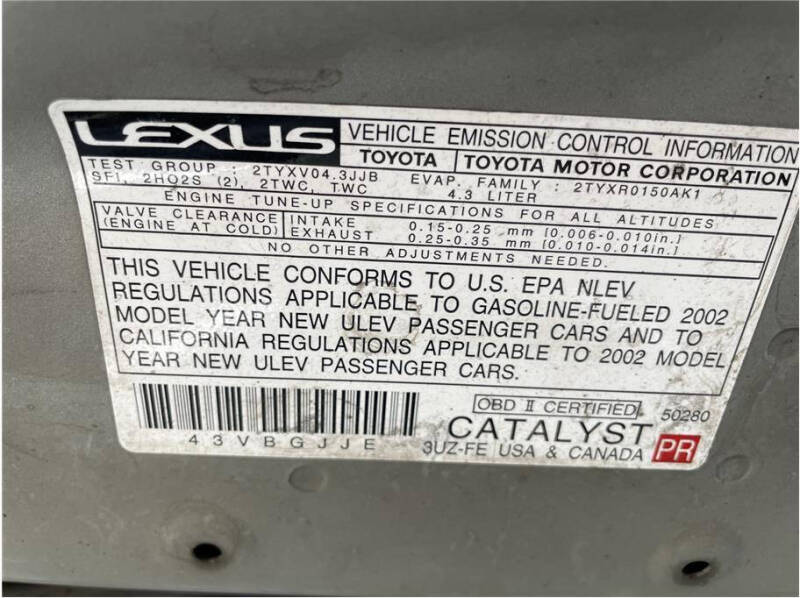 LEXUS VEHICLE EMISSION CONTROL INFORMATION
TOYOTA TOYOTA MOTOR CORPORATION
TEST GROUP : 2TYXV04.3JJB EVAP. FAMILY : 2TYXR0150AK1
SFI, 2HO2S (2), 2TWC, TWC 4.3 LITER
ENGINE TUNE-UP SPECIFICATIONS FOR ALL ALTITUDES
VALVE CLEARANCE INTAKE 0.15-0.25 mm (0.006-0.010in.)
(ENGINE AT COLD) EXHAUST 0.25-0.35 mm (0.010-0.014in.)
NO OTHER ADJUSTMENTS NEEDED.
THIS VEHICLE CONFORMS TO U.S. EPA NLEV
REGULATIONS APPLICABLE TO GASOLINE-FUELED 2002
MODEL YEAR NEW ULEV PASSENGER CARS AND TO
CALIFORNIA REGULATIONS APPLICABLE TO 2002 MODEL
YEAR NEW ULEV PASSENGER CARS.
OBD II CERTIFIED 50280
43VBGJJE CATALYST PR
3UZ-FE USA & CANADA